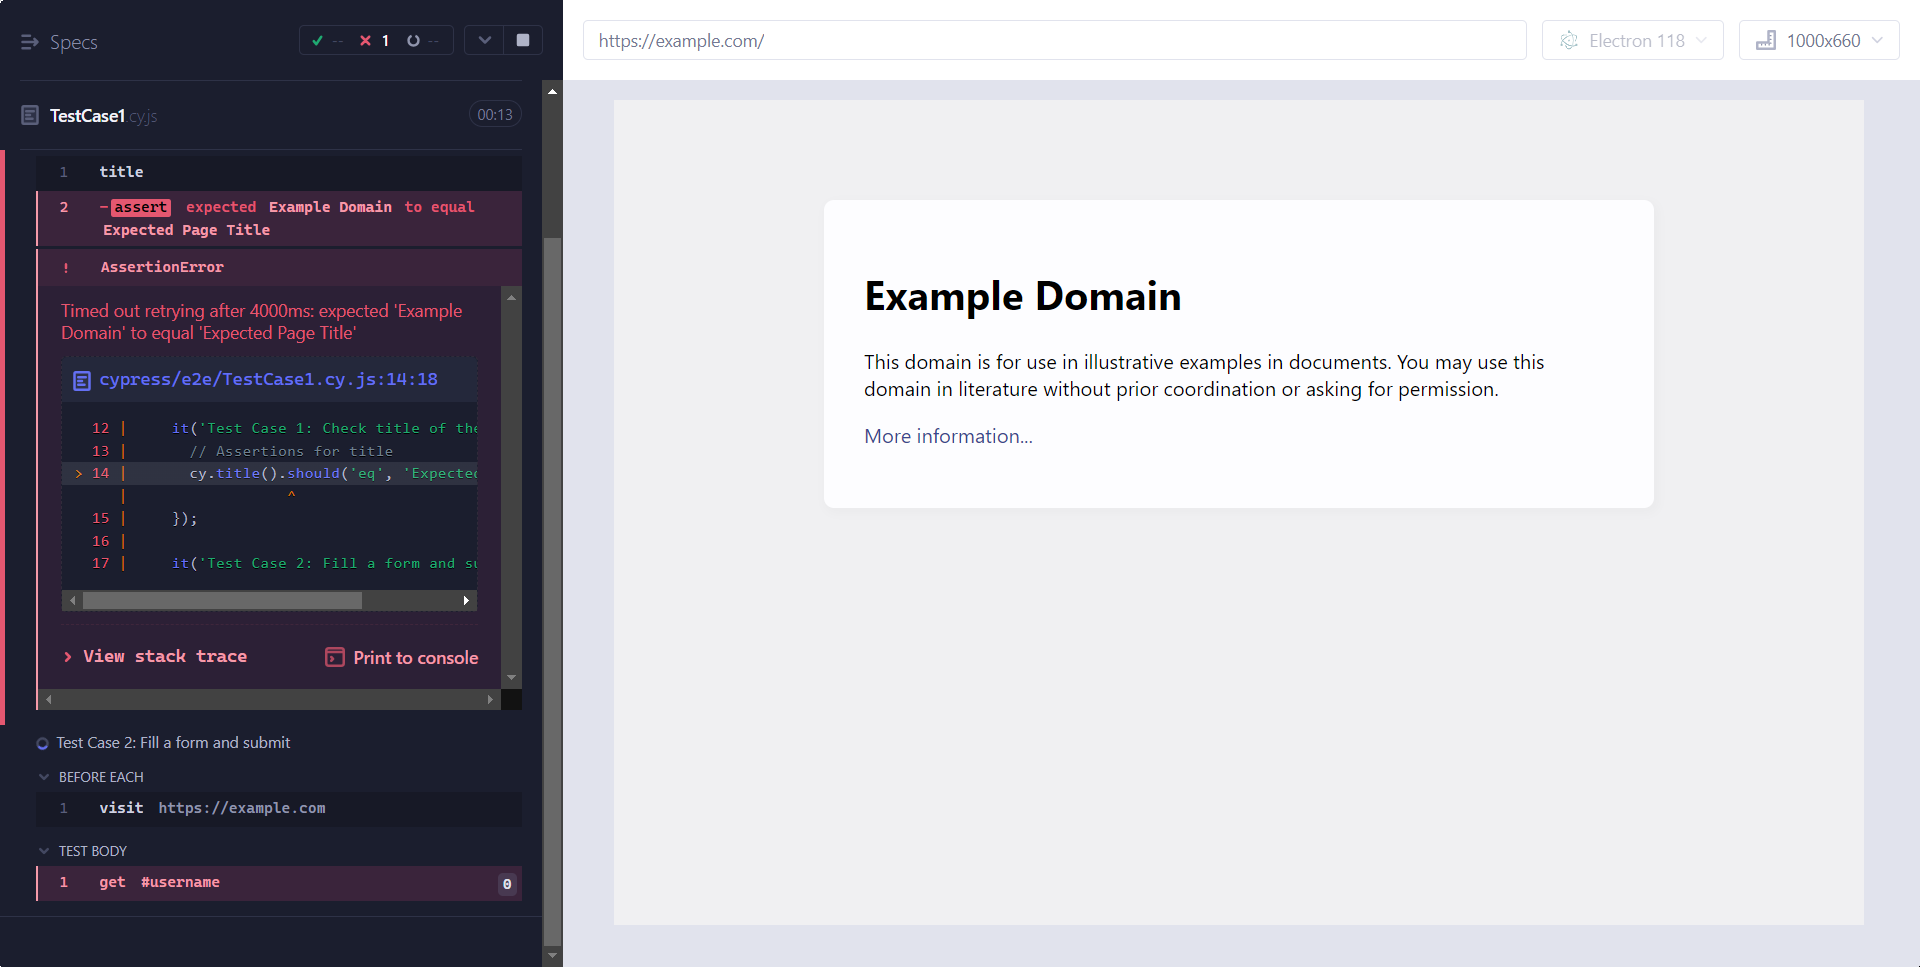 Specs
-- 1 --
TestCase1.cy.js 00:13
1 title
2 -assert expected Example Domain to equal
Expected Page Title
! AssertionError
Timed out retrying after 4000ms: expected 'Example
Domain' to equal 'Expected Page Title'
cypress/e2e/TestCase1.cy.js:14:18
12 | it('Test Case 1: Check title of the
13 | // Assertions for title
> 14 | cy.title().should('eq', 'Expected
| ^
15 | });
16 |
17 | it('Test Case 2: Fill a form and su
> View stack trace
Print to console
Test Case 2: Fill a form and submit
BEFORE EACH
1 visit https://example.com
TEST BODY
1 get #username 0
https://example.com/
Electron 118
1000x660
Example Domain
This domain is for use in illustrative examples in documents. You may use this
domain in literature without prior coordination or asking for permission.
More information...